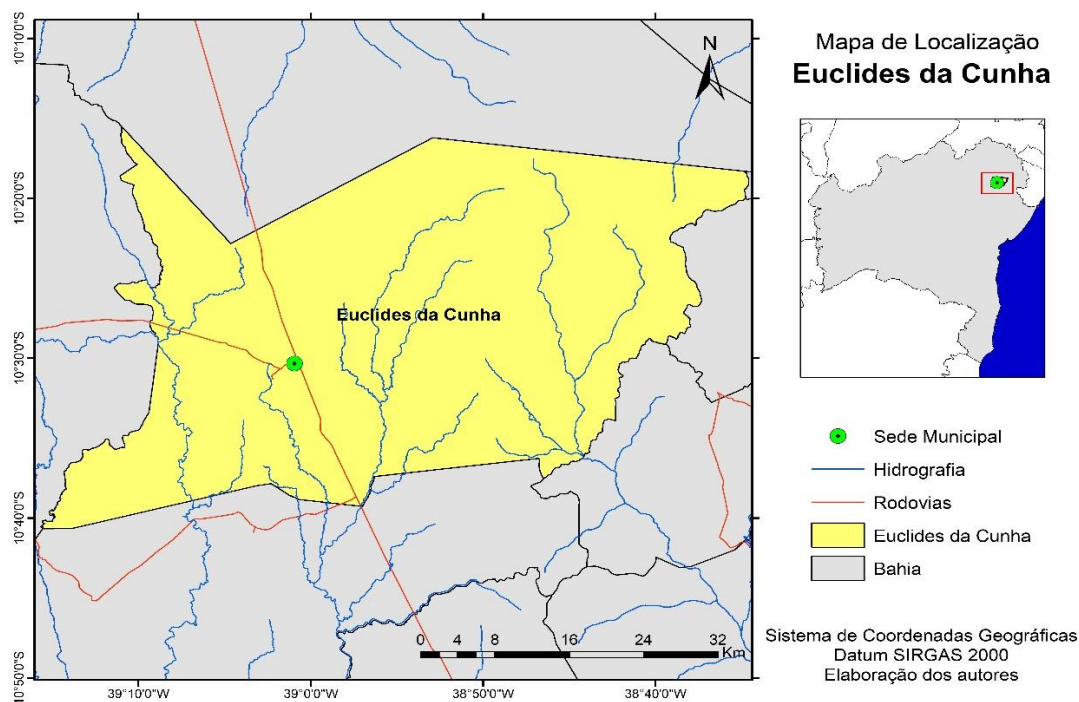 Mapa de Localização
Euclides da Cunha
N
10°10'0"S
10°20'0"S
10°30'0"S
10°40'0"S
10°50'0"S
Euclides da Cunha
0 4 8 16 24 32
Km
39°10'0"W 39°0'0"W 38°50'0"W 38°40'0"W
Sede Municipal
Hidrografia
Rodovias
Euclides da Cunha
Bahia
Sistema de Coordenadas Geográficas
Datum SIRGAS 2000
Elaboração dos autores